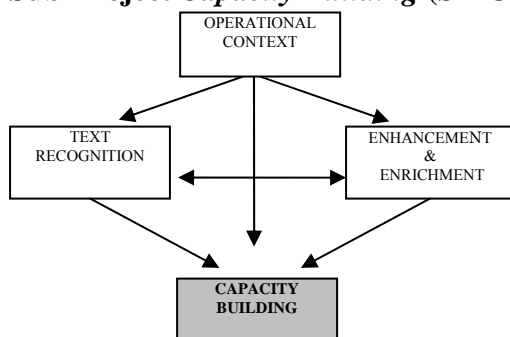 OPERATIONAL
CONTEXT
TEXT
RECOGNITION
ENHANCEMENT
&
ENRICHMENT
CAPACITY
BUILDING